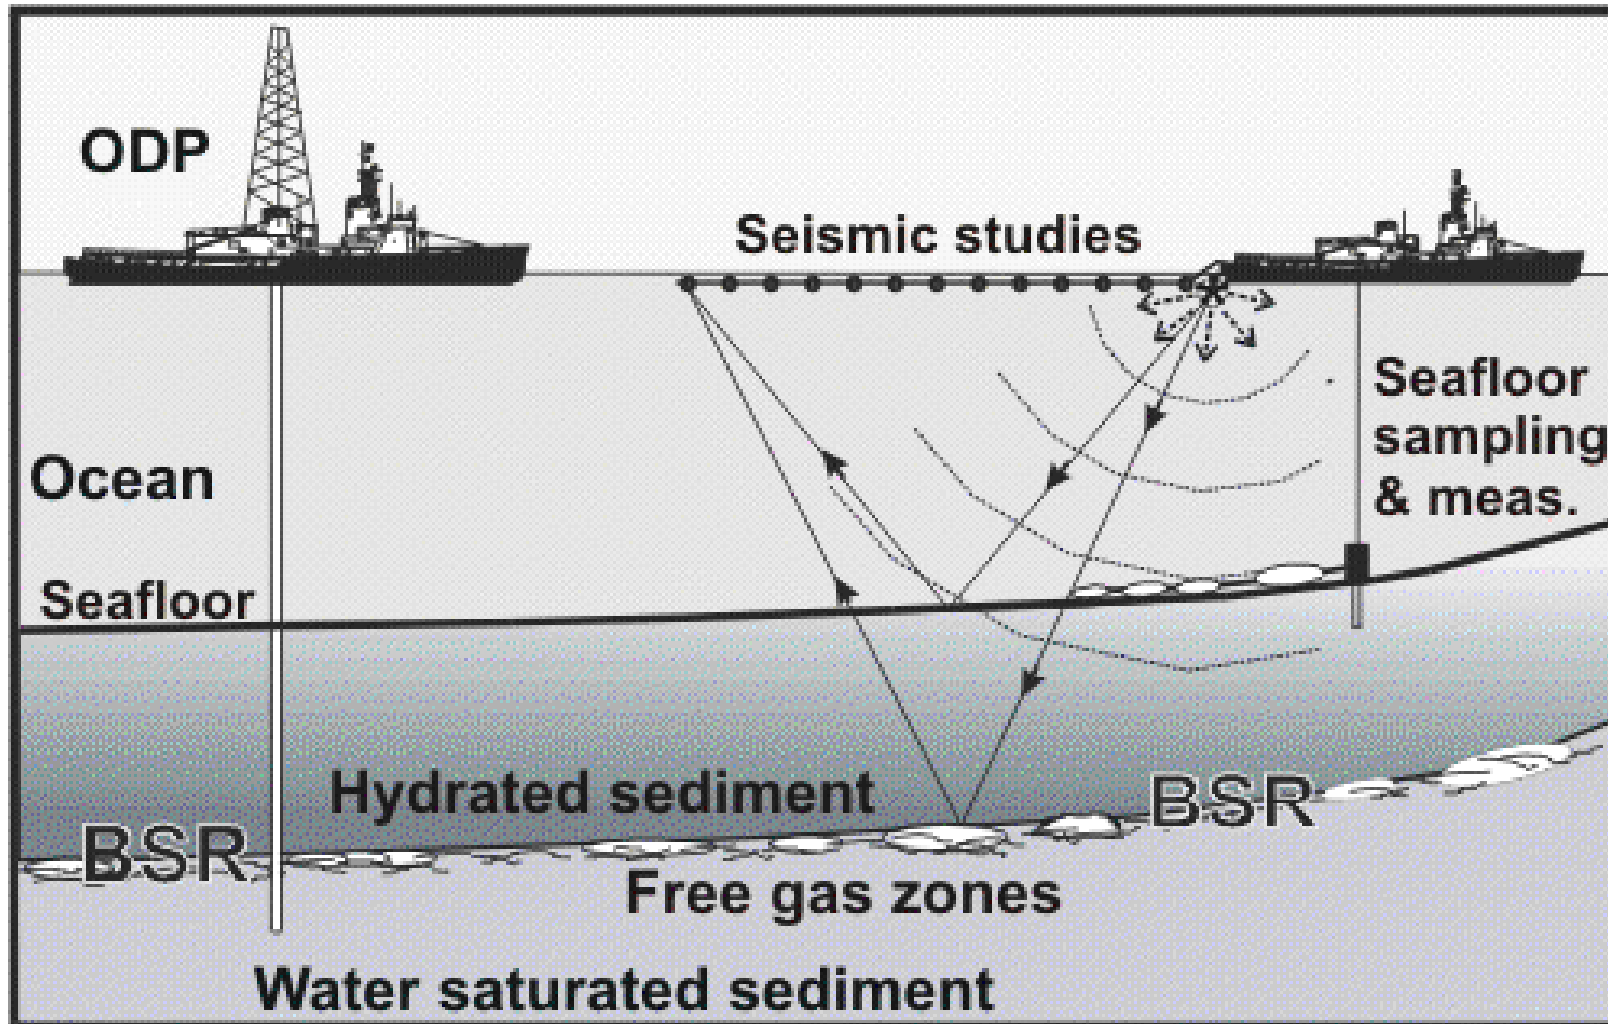 ODP
Seismic studies
Seafloor
sampling
& meas.
Ocean
Seafloor
Hydrated sediment
BSR
BSR
Free gas zones
Water saturated sediment